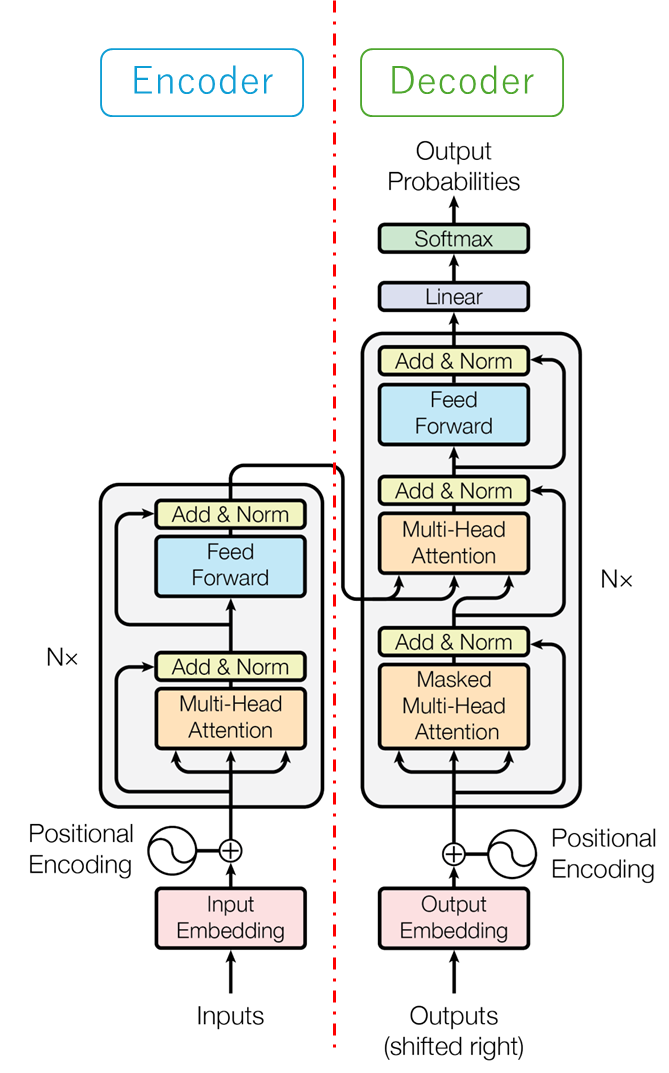 Encoder
Decoder
Output
Probabilities
Softmax
Linear
Add & Norm
Feed
Forward
Add & Norm
Multi-Head
Attention
Add & Norm
Masked
Multi-Head
Attention
Nx
Add & Norm
Feed
Forward
Add & Norm
Multi-Head
Attention
Nx
Positional
Encoding
Positional
Encoding
Input
Embedding
Output
Embedding
Inputs
Outputs
(shifted right)